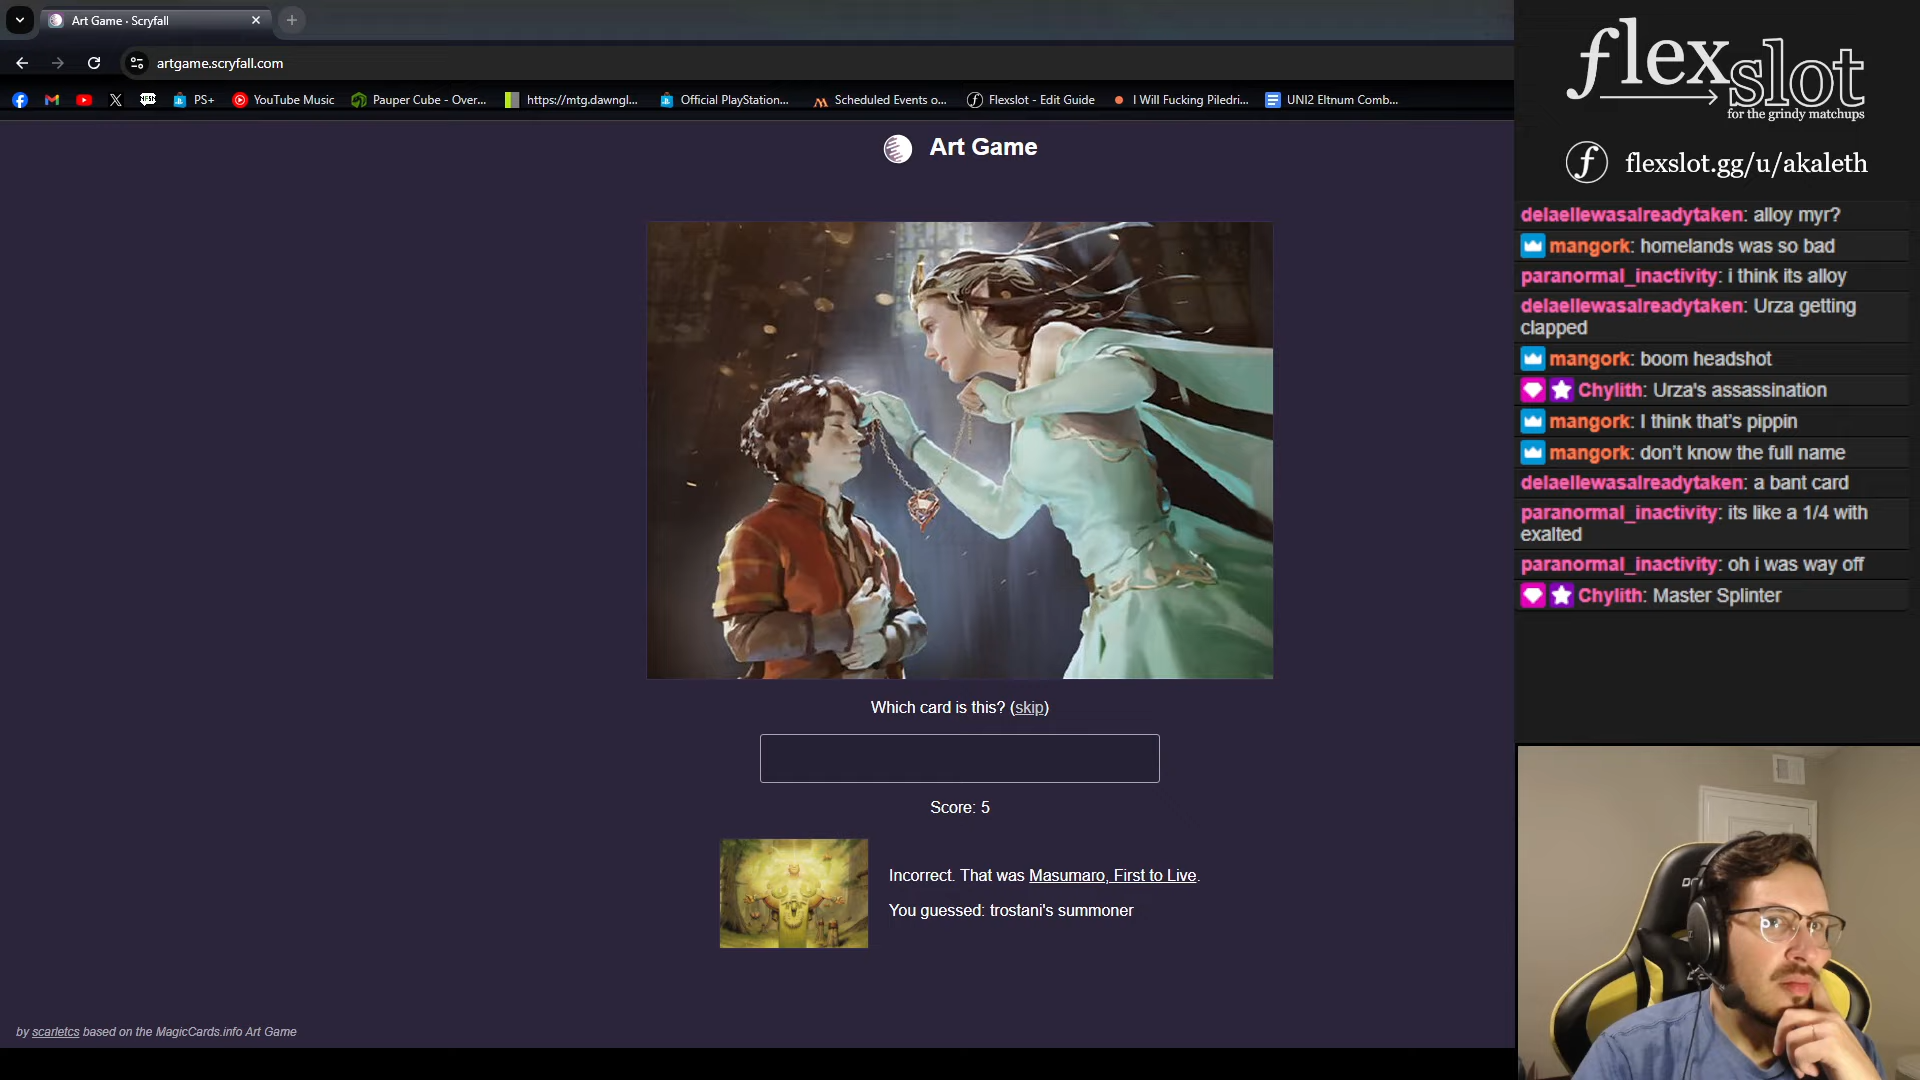 Art Game · Scryfall
artgame.scryfall.com
PS+
YouTube Music
Pauper Cube - Over...
https://mtg.dawngl...
Official PlayStation...
Scheduled Events o...
Flexslot - Edit Guide
I Will Fucking Piledri...
UNI2 Eltnum Comb...
Art Game
Which card is this? (skip)
Score: 5
Incorrect. That was Masumaro, First to Live.
You guessed: trostani's summoner
by scarletcs based on the MagicCards.info Art Game
flexslot
for the grindy matchups
flexslot.gg/u/akaleth
delaellewasalreadytaken: alloy myr?
mangork: homelands was so bad
paranormal_inactivity: i think its alloy
delaellewasalreadytaken: Urza getting
clapped
mangork: boom headshot
Chylith: Urza's assassination
mangork: I think that's pippin
mangork: don't know the full name
delaellewasalreadytaken: a bant card
paranormal_inactivity: its like a 1/4 with
exalted
paranormal_inactivity: oh i was way off
Chylith: Master Splinter